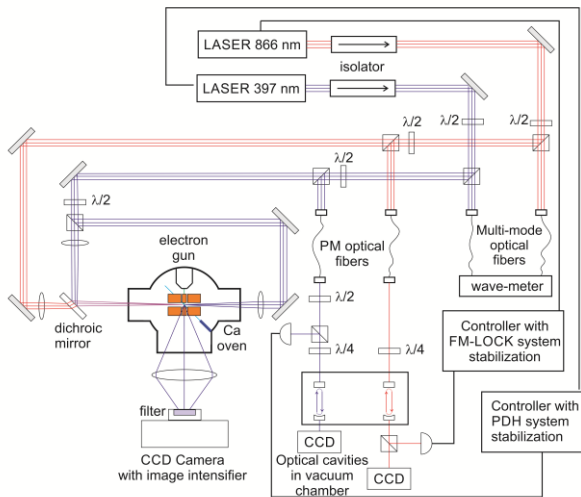 LASER 866 nm
isolator
LASER 397 nm
λ/2
λ/2
λ/2
λ/2
λ/2
electron
gun
PM optical
fibers
Multi-mode
optical
fibers
wave-meter
dichroic
mirror
Ca
oven
λ/2
λ/4
λ/4
Controller with
FM-LOCK system
stabilization
filter
CCD Camera
with image intensifier
CCD
Optical cavities
in vacuum
chamber
CCD
Controller with
PDH system
stabilization